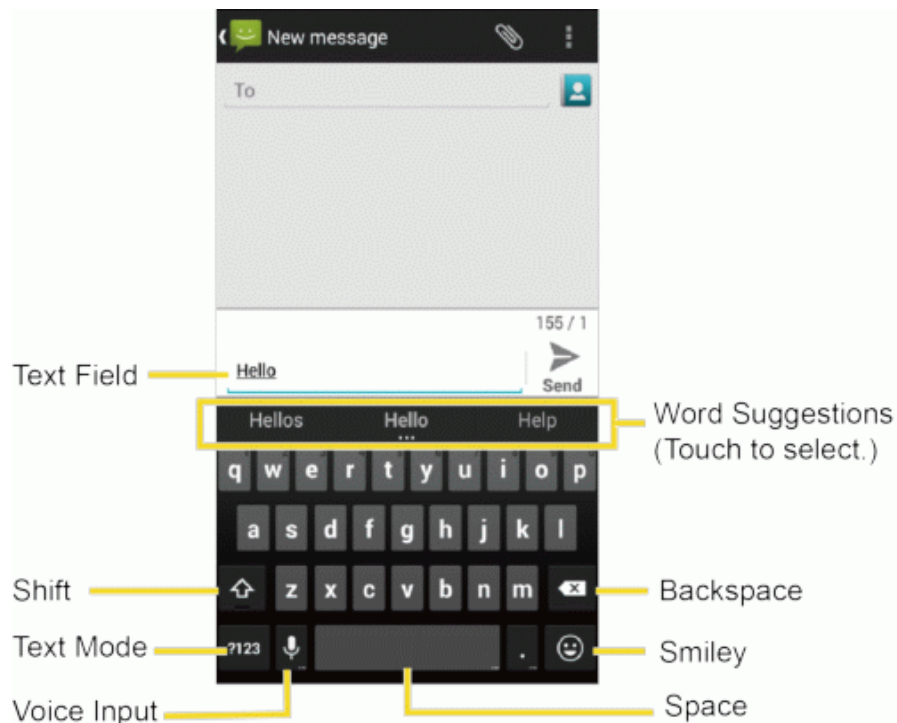 New message
To
155 / 1
Text Field
Hello
Send
Hellos Hello Help
Word Suggestions
(Touch to select.)
q w e r t y u i o p
a s d f g h j k l
Shift
z x c v b n m
Backspace
Text Mode
?123
.
Smiley
Voice Input
Space